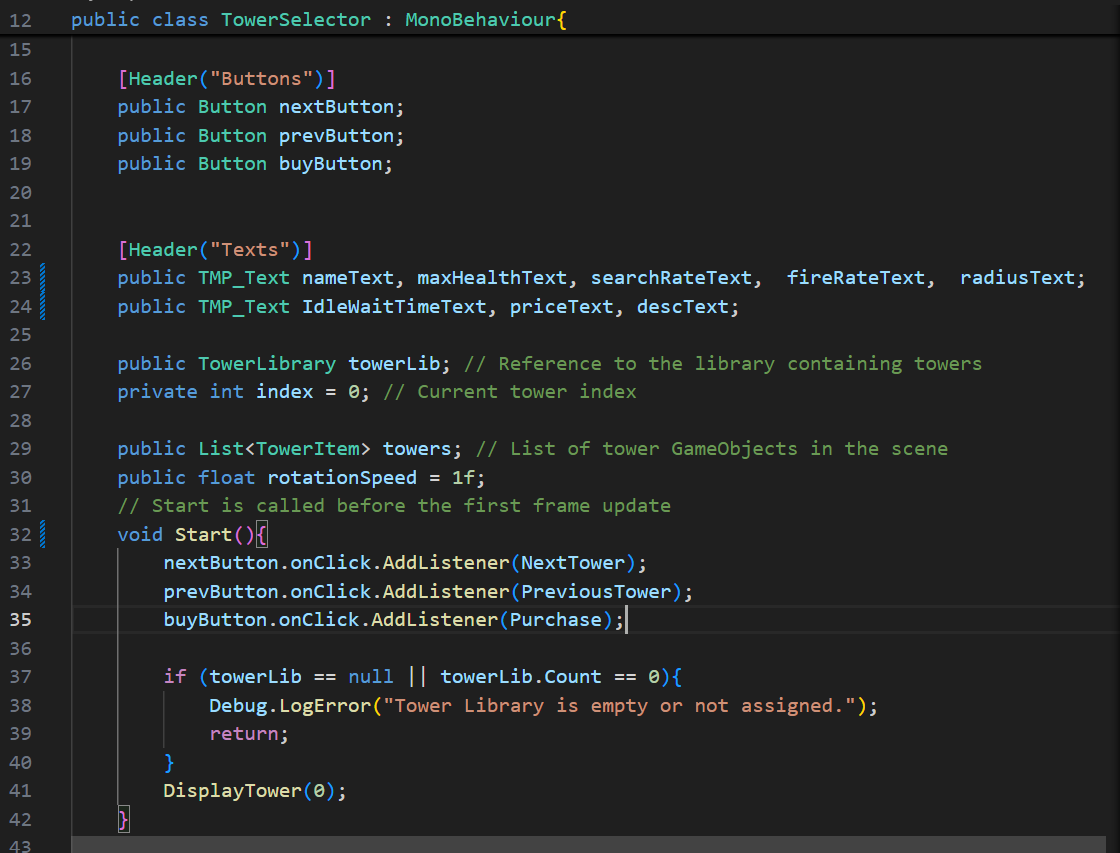 12 public class TowerSelector : MonoBehaviour{
15
16 [Header("Buttons")]
17 public Button nextButton;
18 public Button prevButton;
19 public Button buyButton;
20
21
22 [Header("Texts")]
23 public TMP_Text nameText, maxHealthText, searchRateText,  fireRateText,  radiusText;
24 public TMP_Text IdleWaitTimeText, priceText, descText;
25
26 public TowerLibrary towerLib; // Reference to the library containing towers
27 private int index = 0; // Current tower index
28
29 public List<TowerItem> towers; // List of tower GameObjects in the scene
30 public float rotationSpeed = 1f;
31 // Start is called before the first frame update
32 void Start(){
33 nextButton.onClick.AddListener(NextTower);
34 prevButton.onClick.AddListener(PreviousTower);
35 buyButton.onClick.AddListener(Purchase);
36
37 if (towerLib == null || towerLib.Count == 0){
38 Debug.LogError("Tower Library is empty or not assigned.");
39 return;
40 }
41 DisplayTower(0);
42 }
43